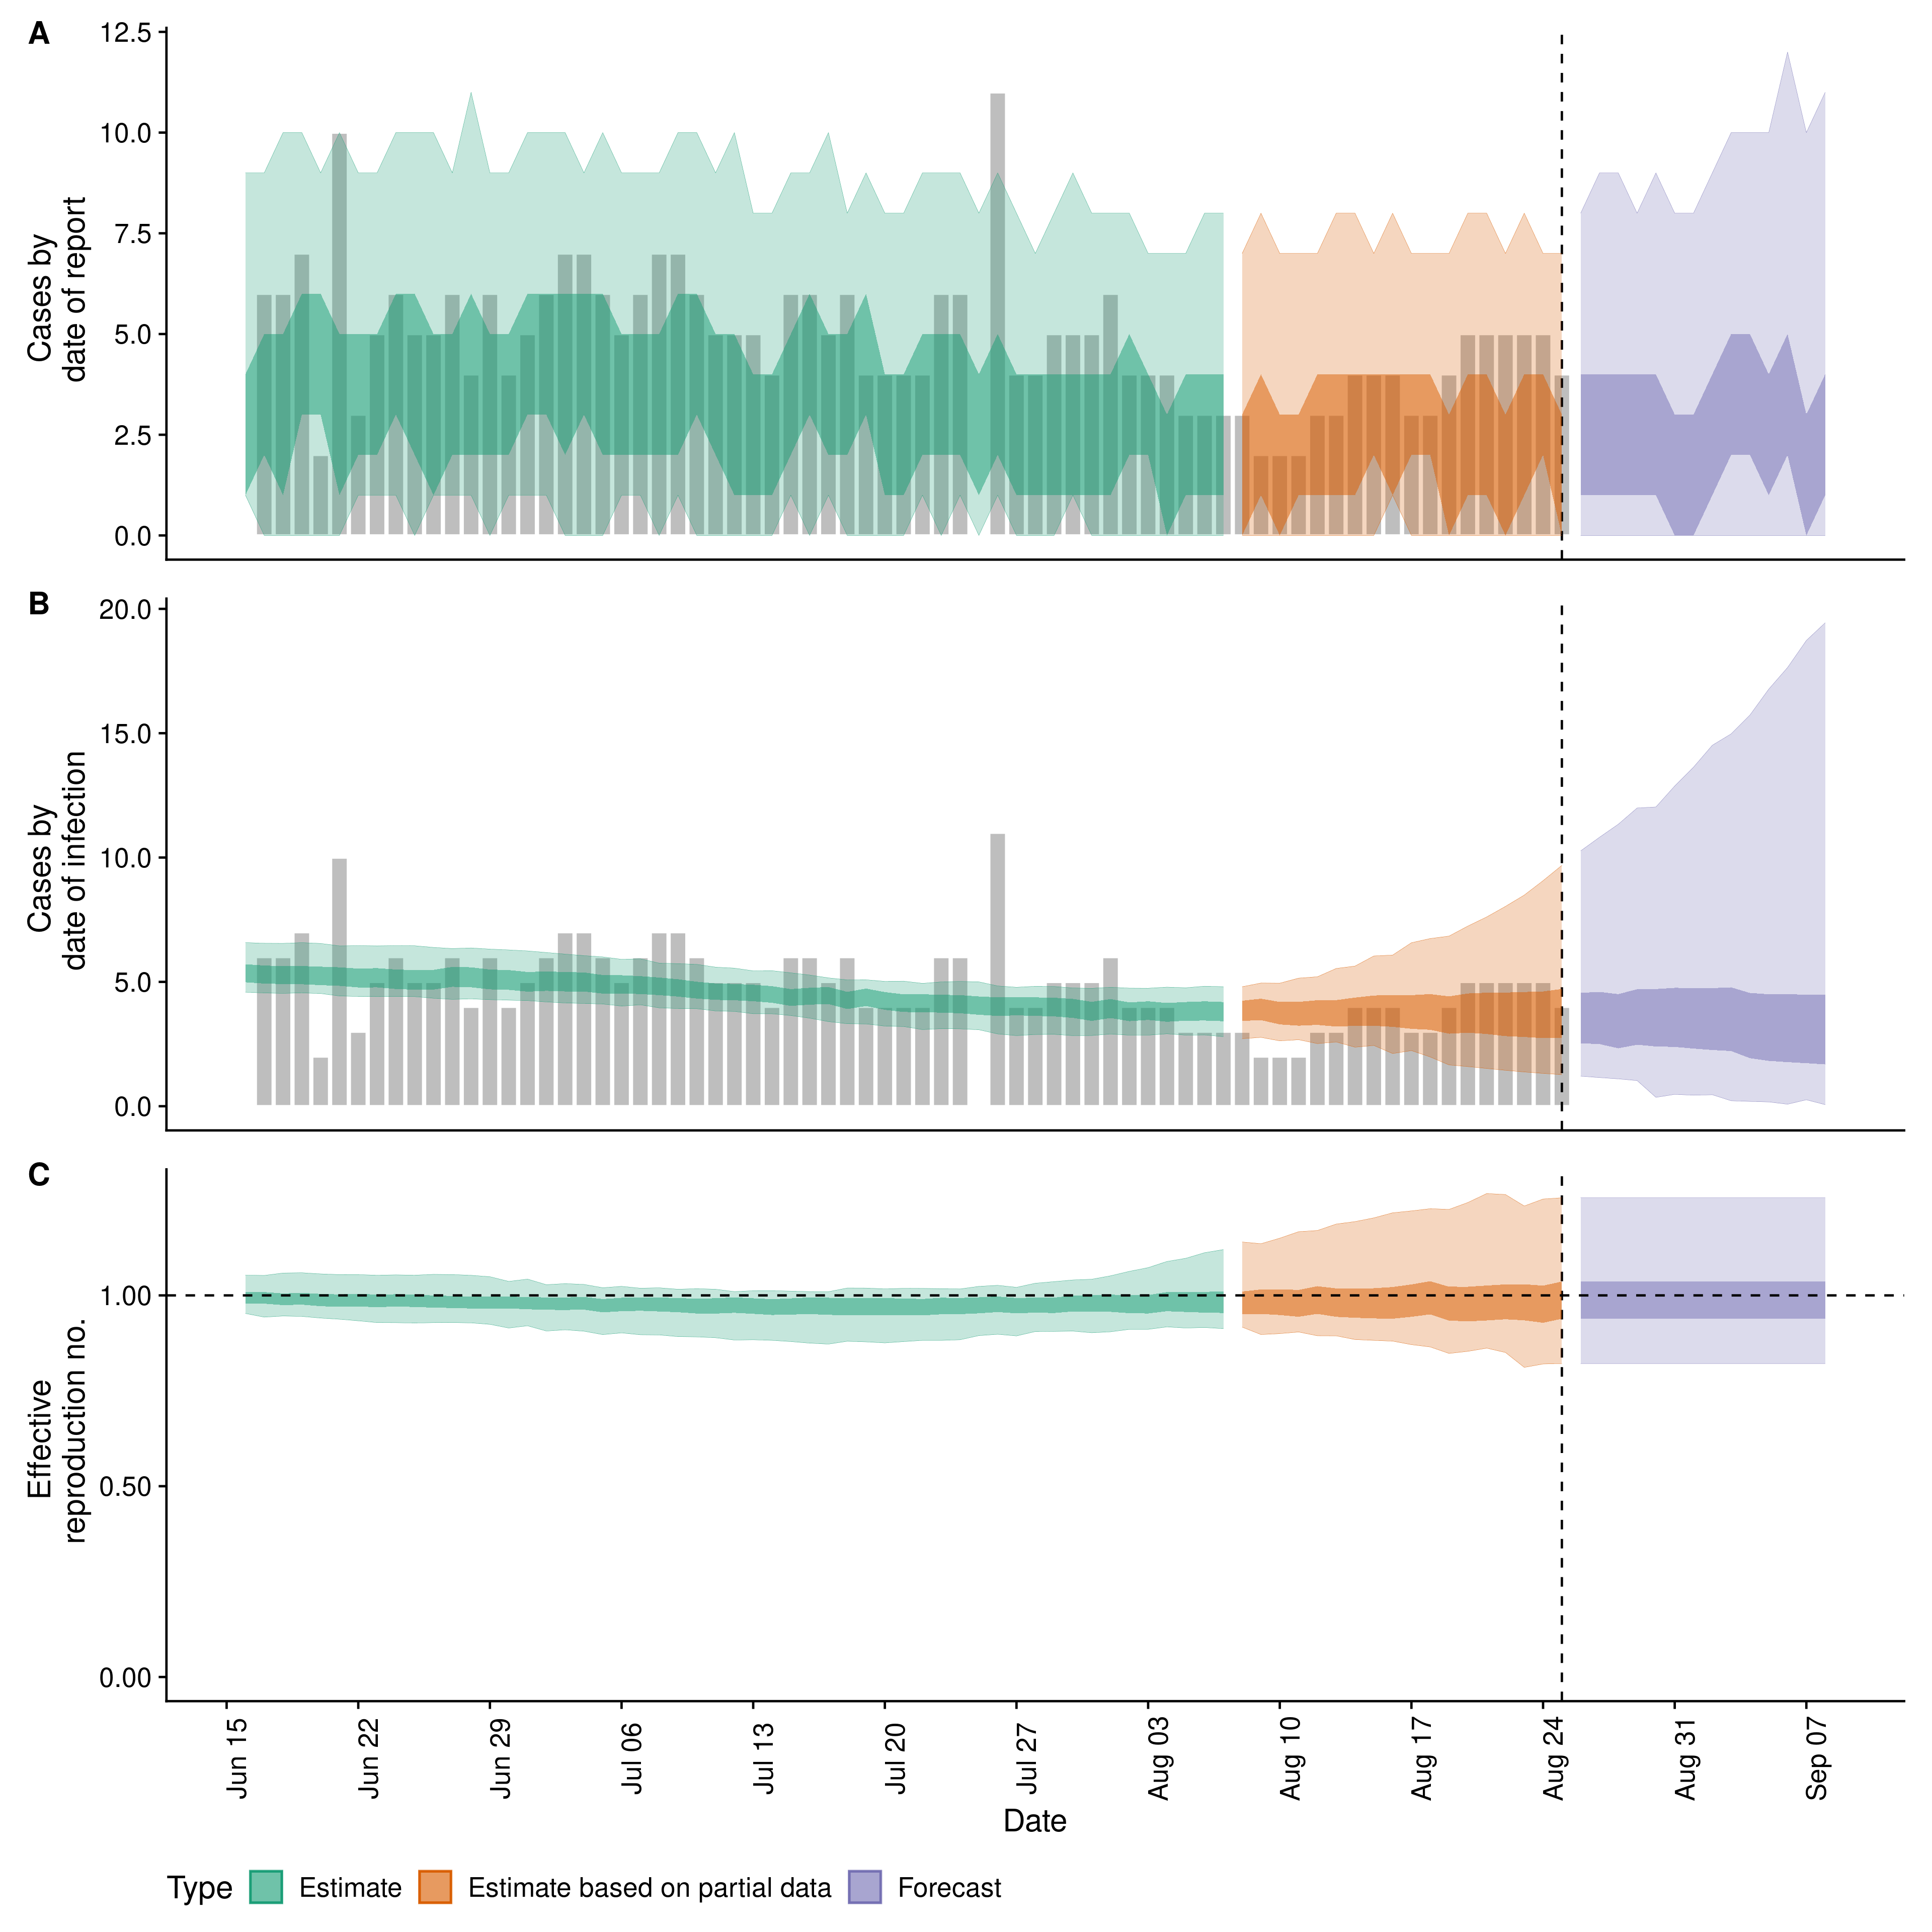 A
12.5
10.0
7.5
5.0
2.5
0.0
Cases by
date of report
B
20.0
15.0
10.0
5.0
0.0
Cases by
date of infection
C
1.00
0.50
0.00
Effective
reproduction no.
Jun 15
Jun 22
Jun 29
Jul 06
Jul 13
Jul 20
Jul 27
Aug 03
Aug 10
Aug 17
Aug 24
Aug 31
Sep 07
Date
Type Estimate Estimate based on partial data Forecast